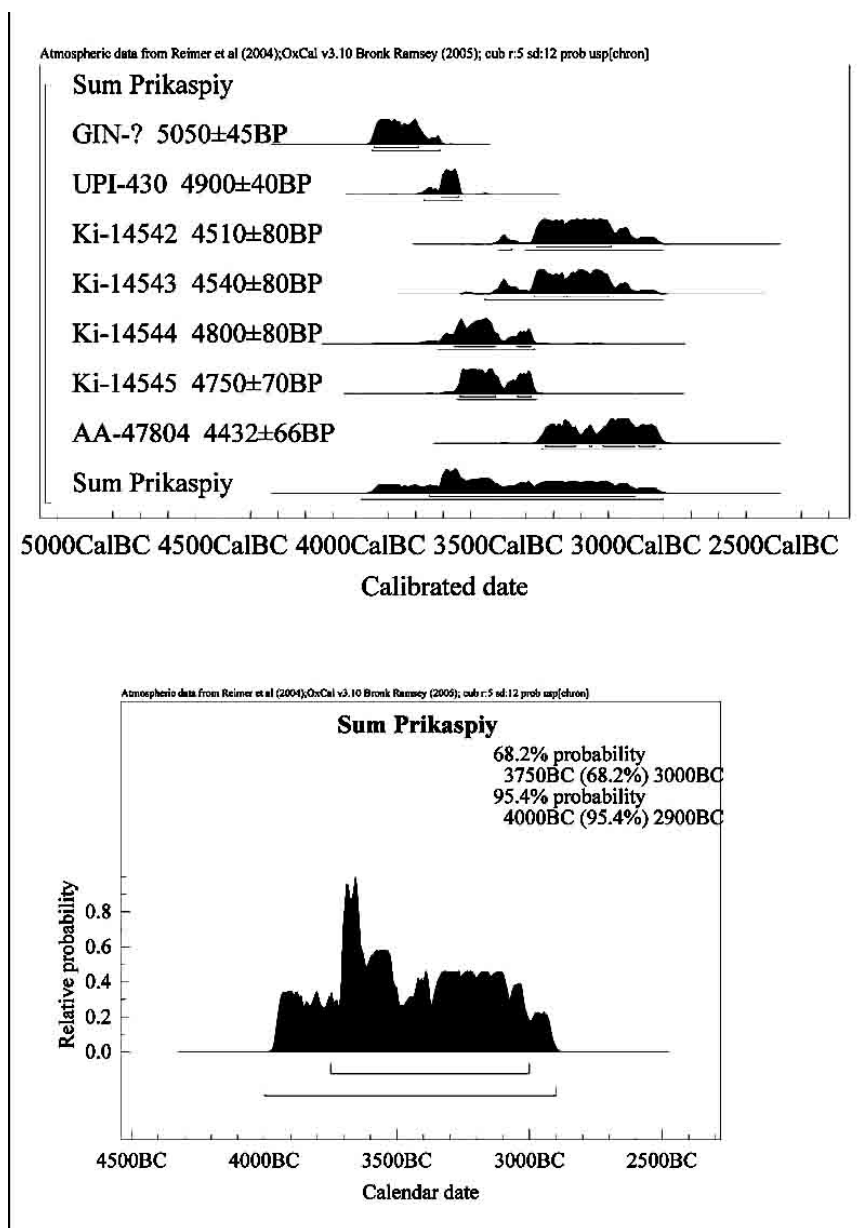 Atmospheric data from Reimer et al (2004);OxCal v3.10 Bronk Ramsey (2005); cub r:5 sd:12 prob usp[chron]
Sum Prikaspiy
GIN-? 5050±45BP
UPI-430 4900±40BP
Ki-14542 4510±80BP
Ki-14543 4540±80BP
Ki-14544 4800±80BP
Ki-14545 4750±70BP
AA-47804 4432±66BP
Sum Prikaspiy
5000CalBC 4500CalBC 4000CalBC 3500CalBC 3000CalBC 2500CalBC
Calibrated date
Atmospheric data from Reimer et al (2004);OxCal v3.10 Bronk Ramsey (2005); cub r:5 sd:12 prob usp[chron]
Sum Prikaspiy
68.2% probability
3750BC (68.2%) 3000BC
95.4% probability
4000BC (95.4%) 2900BC
Relative probability
0.8
0.6
0.4
0.2
0.0
4500BC 4000BC 3500BC 3000BC 2500BC
Calendar date